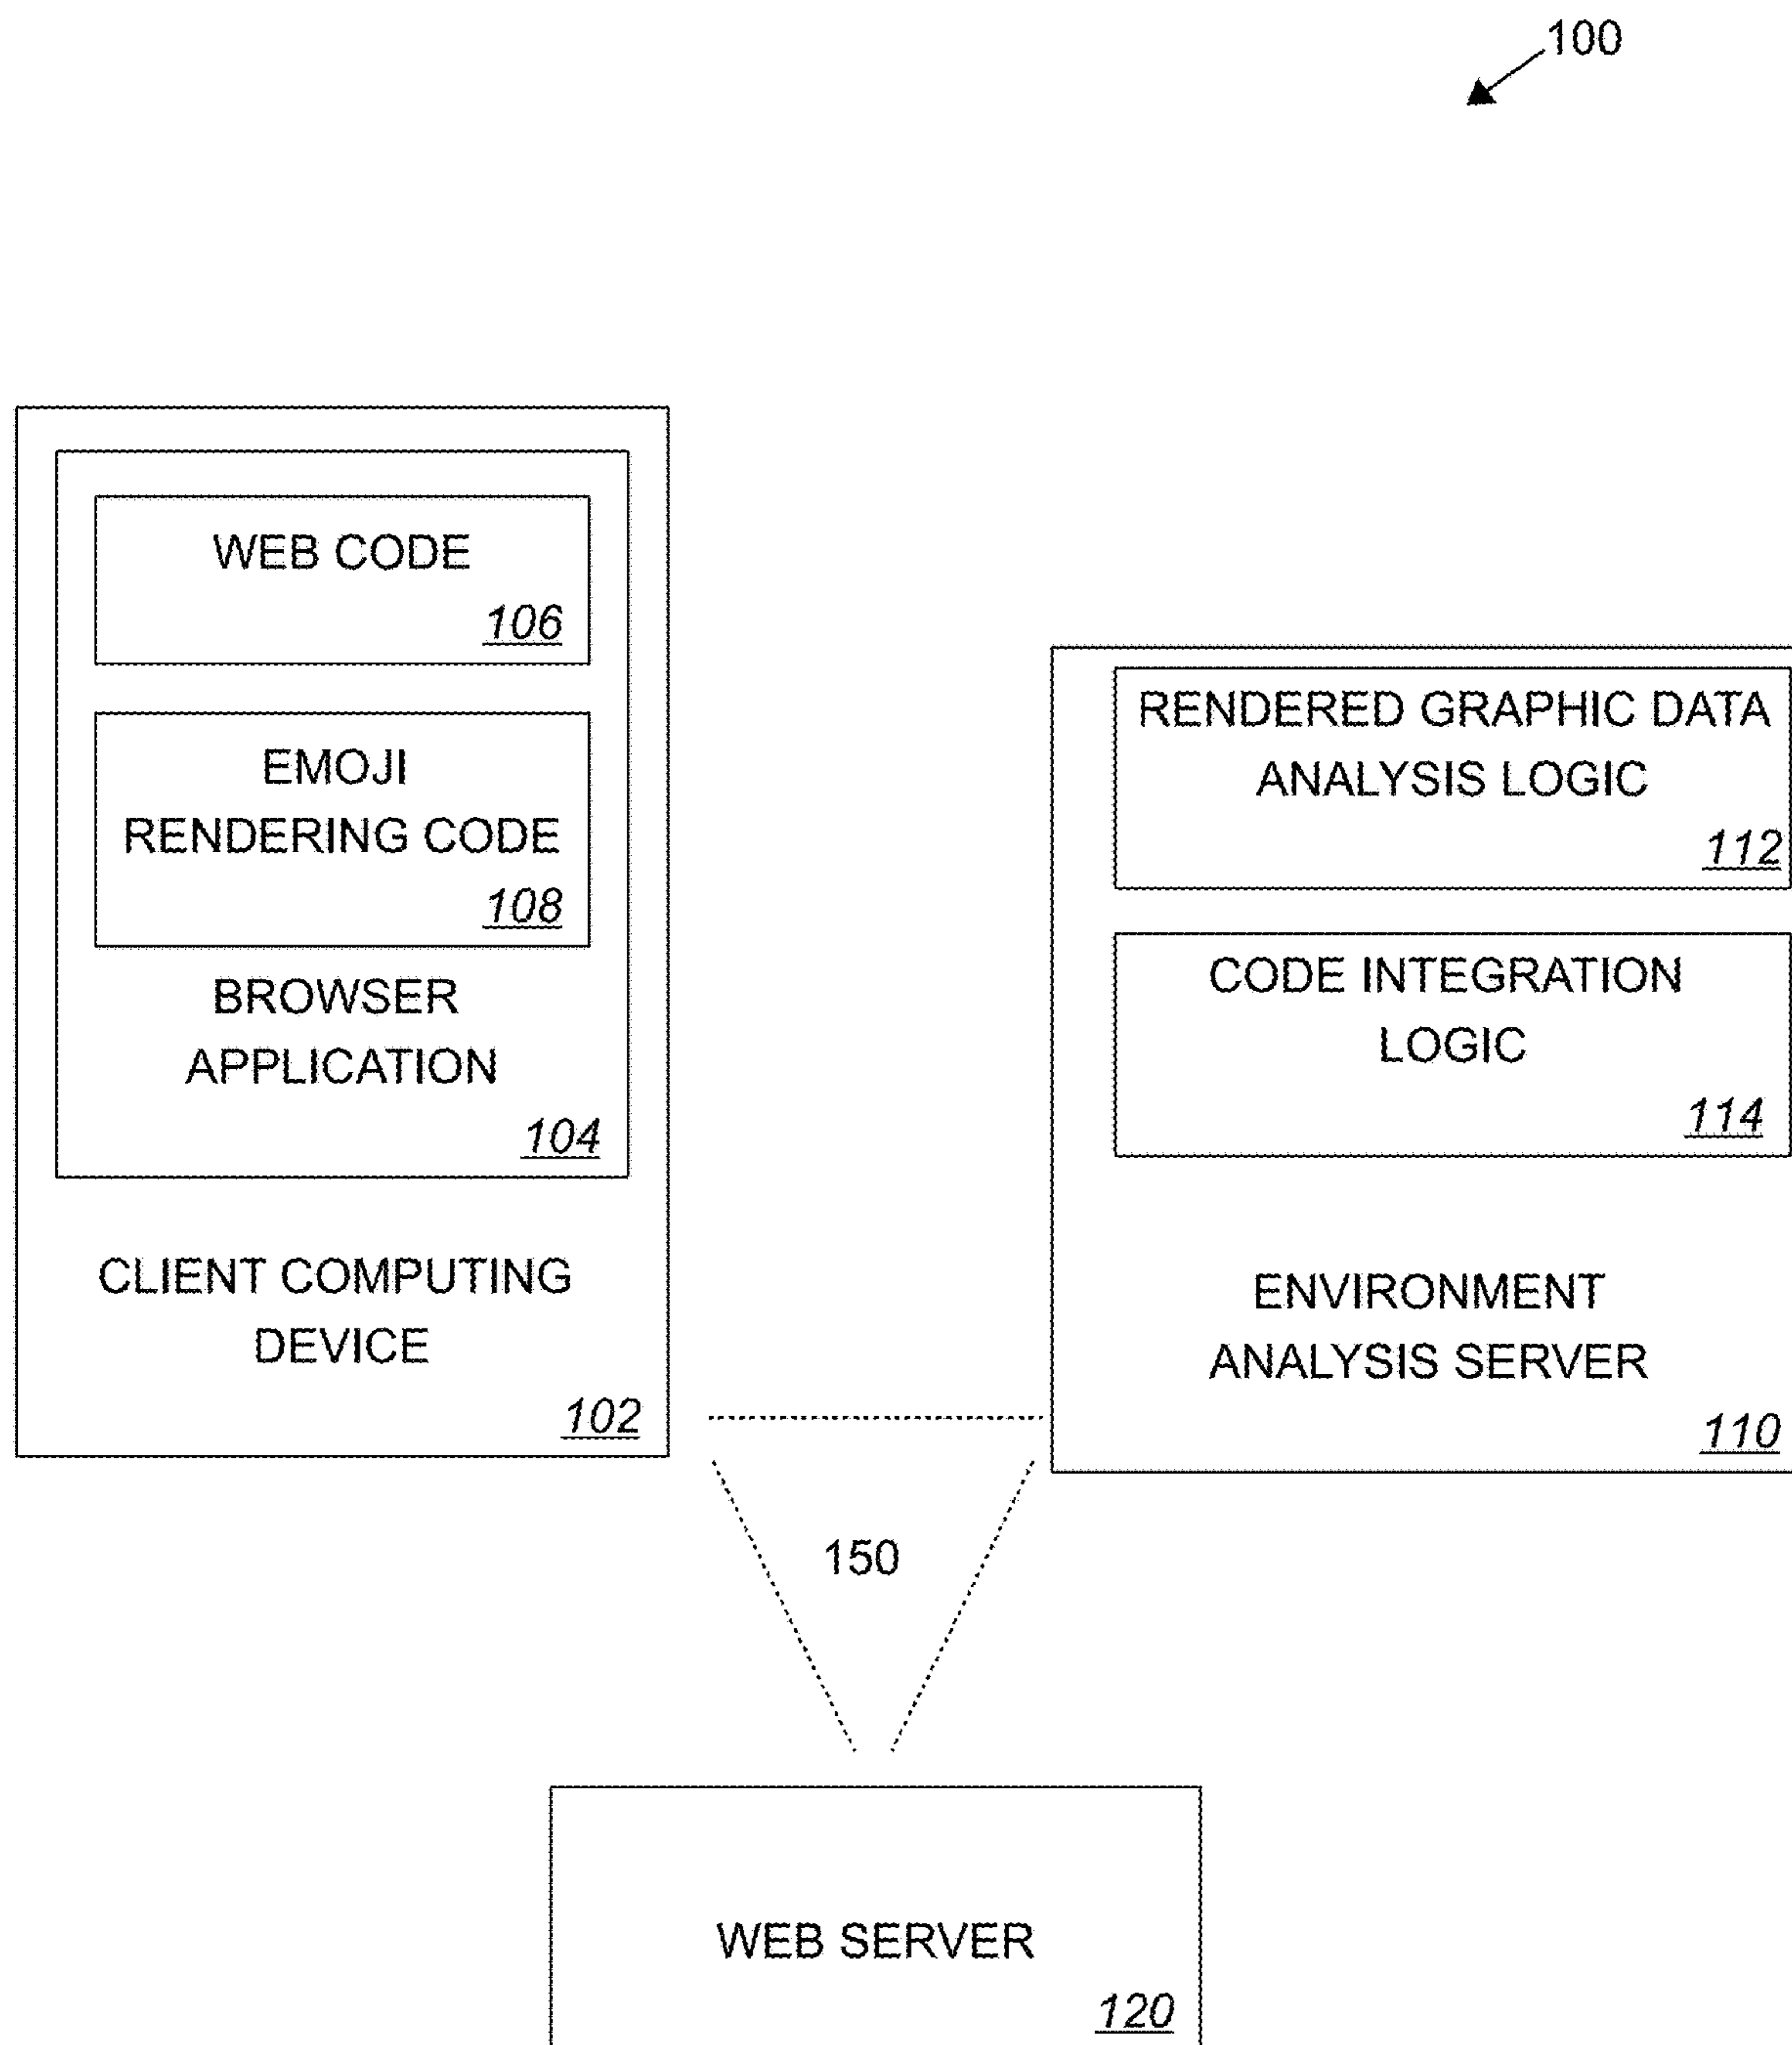 100
WEB CODE
106
EMOJI
RENDERING CODE
108
BROWSER
APPLICATION
104
CLIENT COMPUTING
DEVICE
102
RENDERED GRAPHIC DATA
ANALYSIS LOGIC
112
CODE INTEGRATION
LOGIC
114
ENVIRONMENT
ANALYSIS SERVER
110
150
WEB SERVER
120